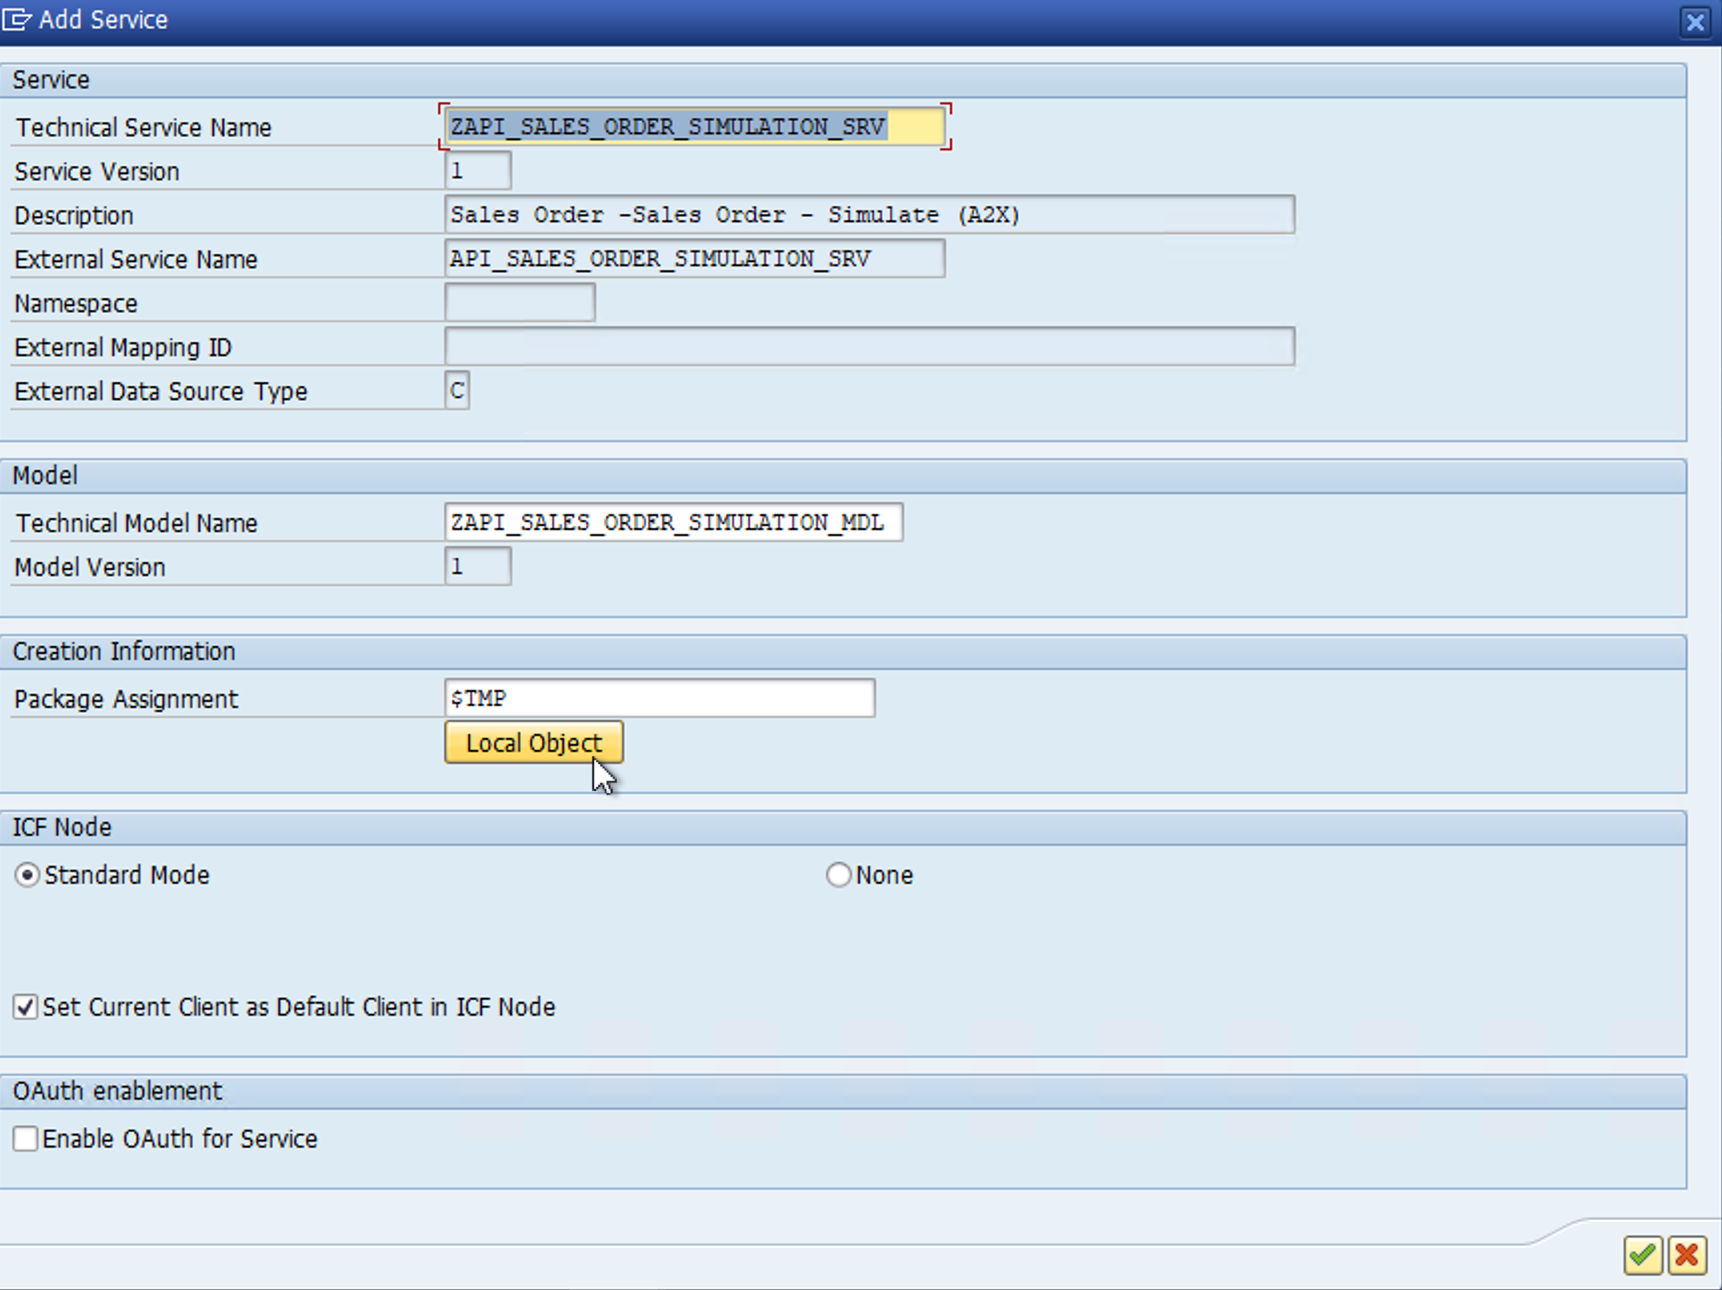 Add Service
Service
Technical Service Name ZAPI_SALES_ORDER_SIMULATION_SRV
Service Version 1
Description Sales Order -Sales Order - Simulate (A2X)
External Service Name API_SALES_ORDER_SIMULATION_SRV
Namespace
External Mapping ID
External Data Source Type C
Model
Technical Model Name ZAPI_SALES_ORDER_SIMULATION_MDL
Model Version 1
Creation Information
Package Assignment $TMP
Local Object
ICF Node
Standard Mode None
Set Current Client as Default Client in ICF Node
OAuth enablement
Enable OAuth for Service